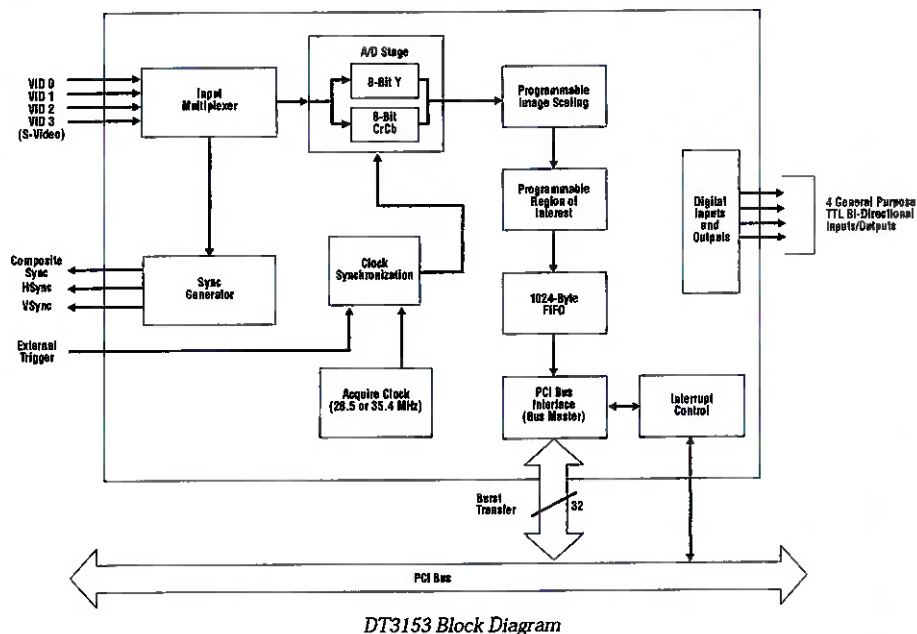 A/D Stage
8-Bit Y
8-Bit
CrCb
VID 0
VID 1
VID 2
VID 3
(S-Video)
Input
Multiplexer
Programmable
Image Scaling
Programmable
Region of
Interest
Digital
Inputs
and
Outputs
4 General Purpose
TTL Bi-Directional
Inputs/Outputs
Composite
Sync
HSync
VSync
Sync
Generator
Clock
Synchronization
1024-Byte
FIFO
External
Trigger
Acquire Clock
(28.5 or 35.4 MHz)
PCI Bus
Interface
(Bus Master)
Interrupt
Control
Burst
Transfer
32
PCI Bus
DT3153 Block Diagram